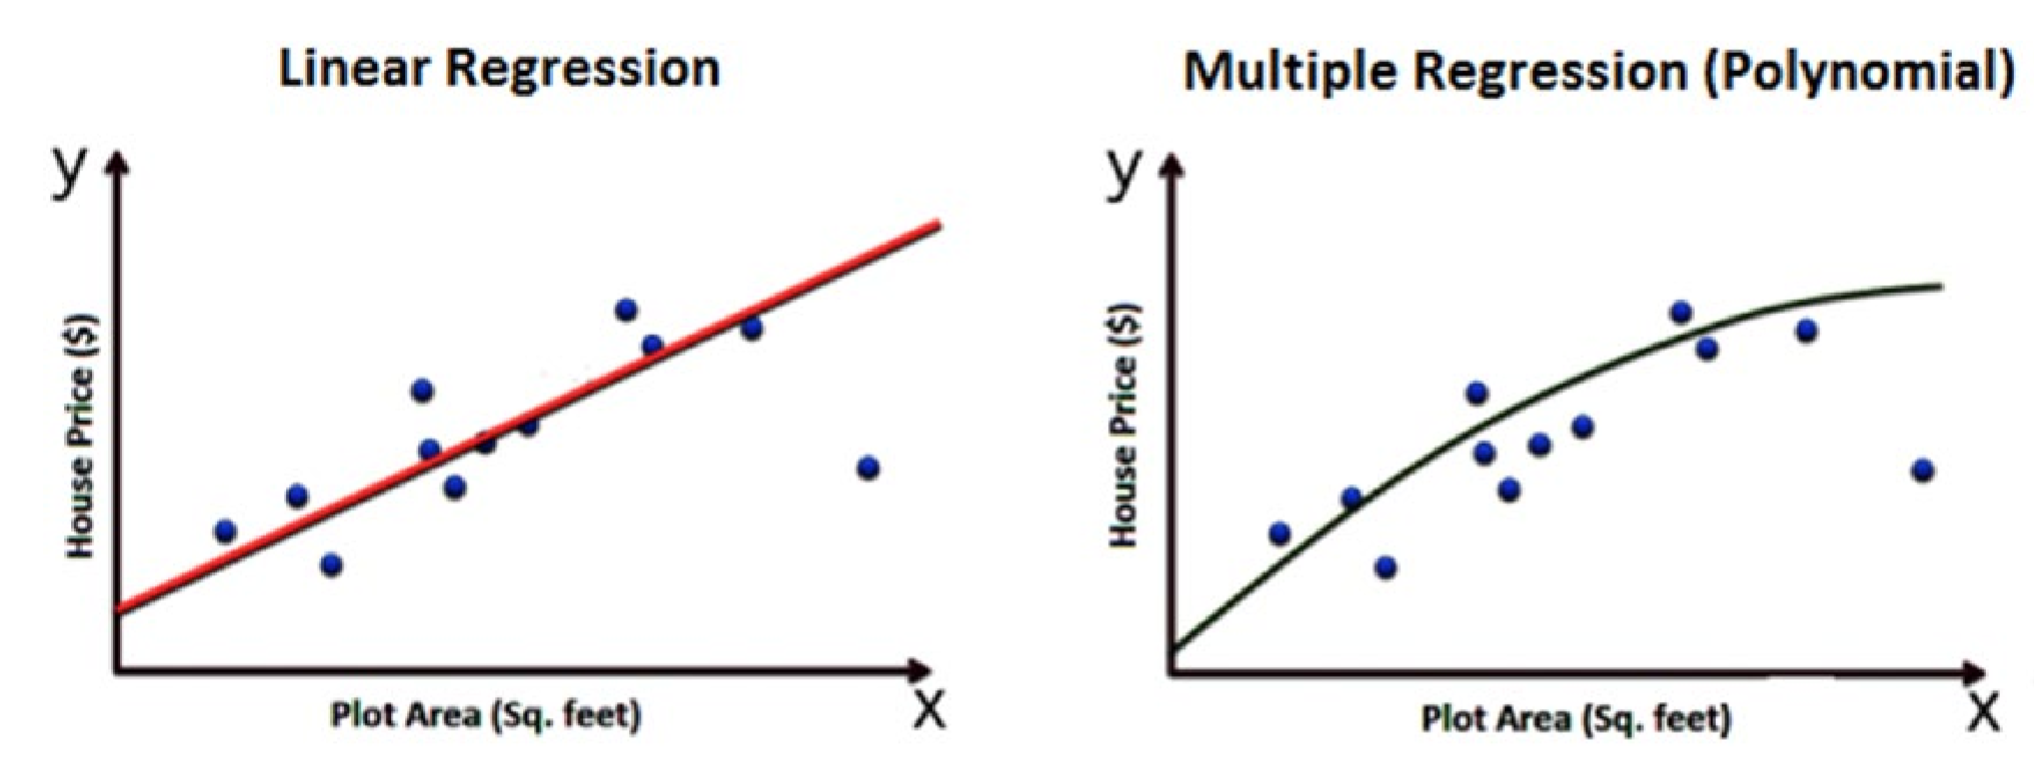 Linear Regression
y
House Price ($)
Plot Area (Sq. feet)
X
Multiple Regression (Polynomial)
y
House Price ($)
Plot Area (Sq. feet)
X